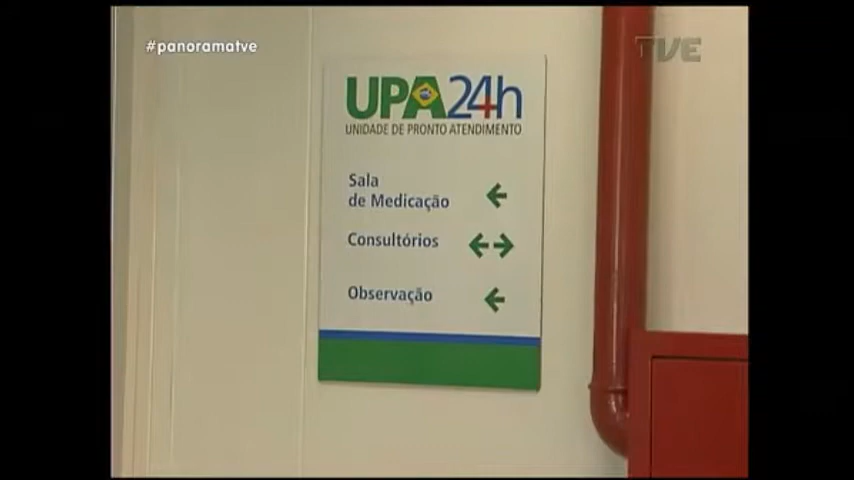 #panoramatve
TVE
UPA24h
UNIDADE DE PRONTO ATENDIMENTO
Sala
de Medicação
Consultórios
Observação